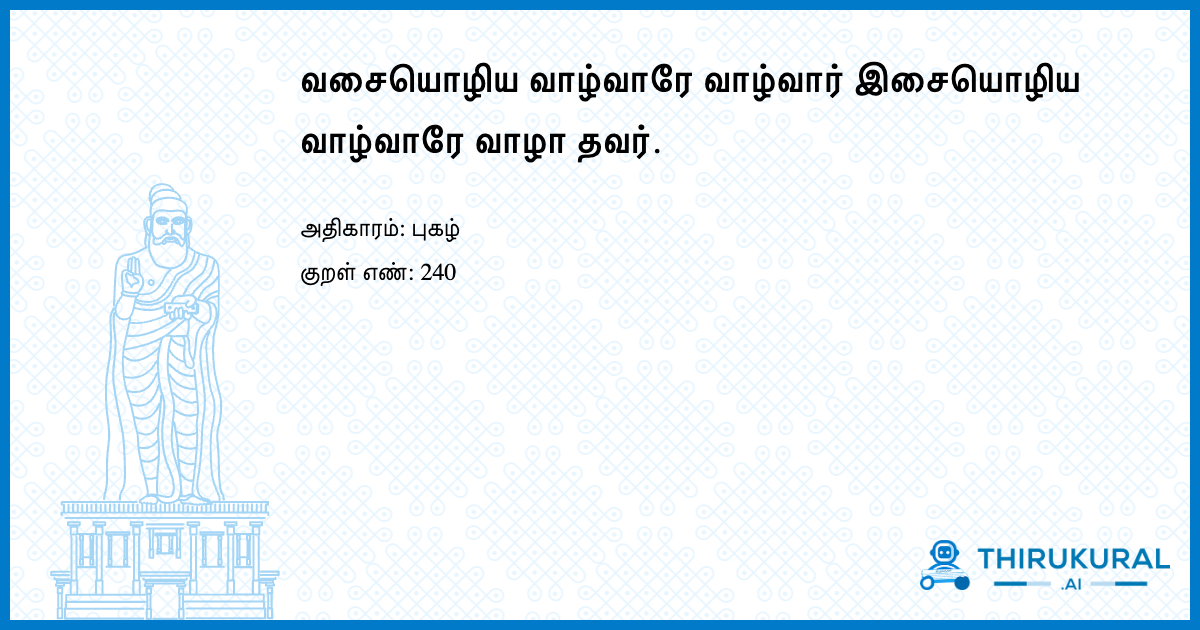 வசையொழிய வாழ்வாரே வாழ்வார் இசையொழிய
வாழ்வாரே வாழா தவர்.
அதிகாரம்: புகழ்
குறள் எண்: 240
THIRUKURAL
.AI